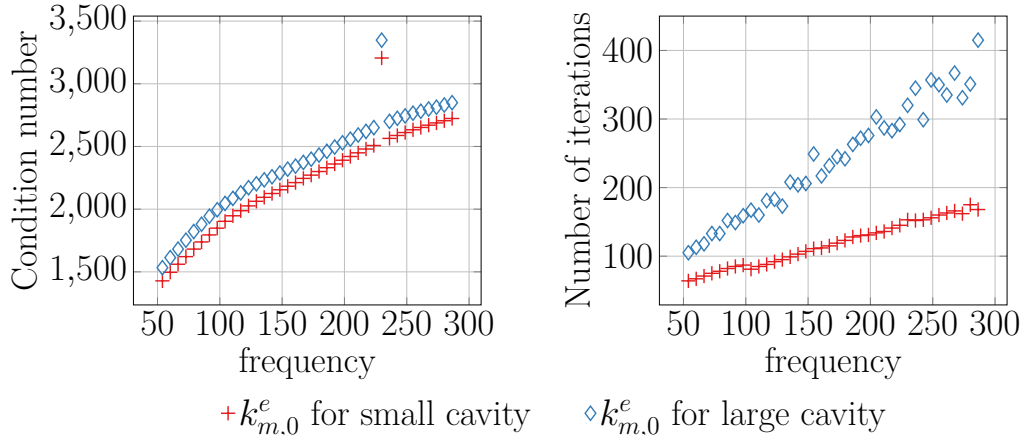 Condition number
3,500
3,000
2,500
2,000
1,500
50 100 150 200 250 300
frequency
Number of iterations
400
300
200
100
50 100 150 200 250 300
frequency
k^e_{m,0} for small cavity
k^e_{m,0} for large cavity